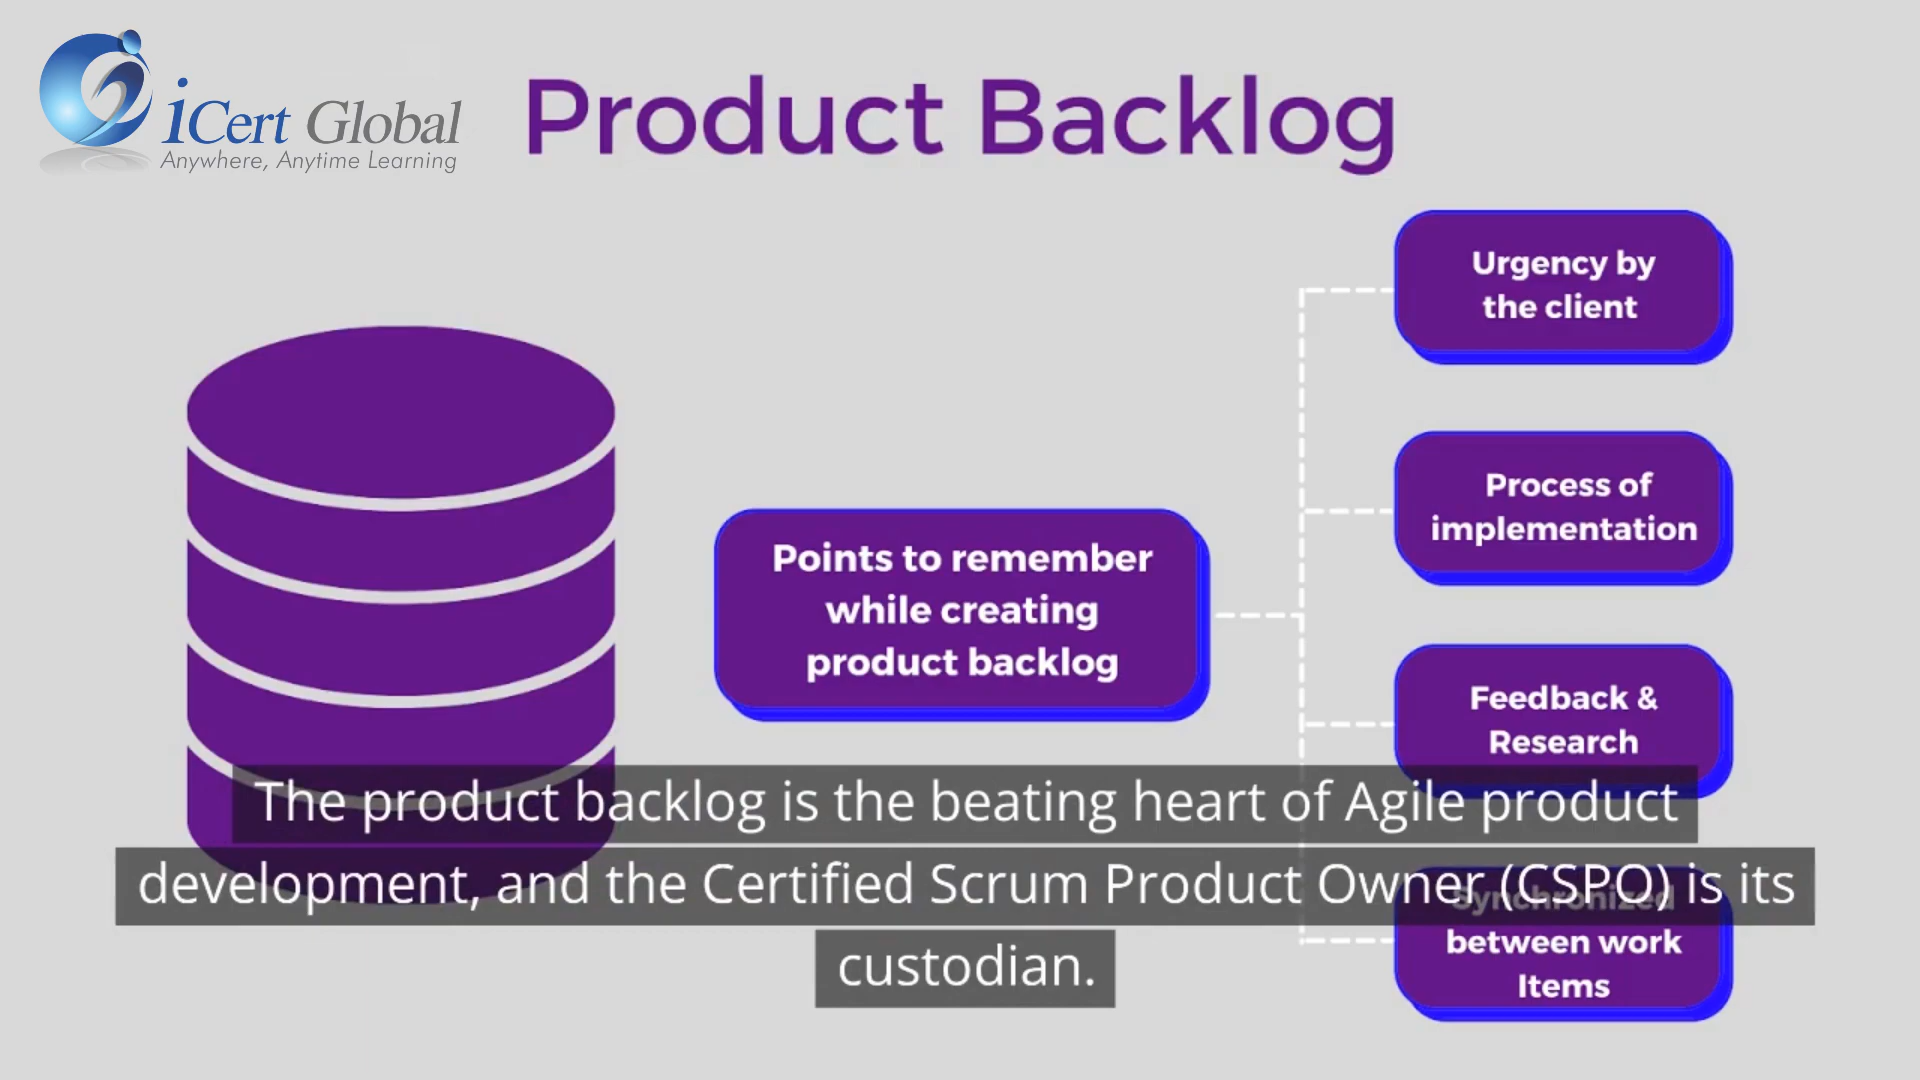 iCert Global
Anywhere, Anytime Learning
Product Backlog
Urgency by
the client
Process of
implementation
Points to remember
while creating
product backlog
Feedback &
Research
The product backlog is the beating heart of Agile product
development, and the Certified Scrum Product Owner (CSPO) is its
custodian.
Synchronized
between work
Items